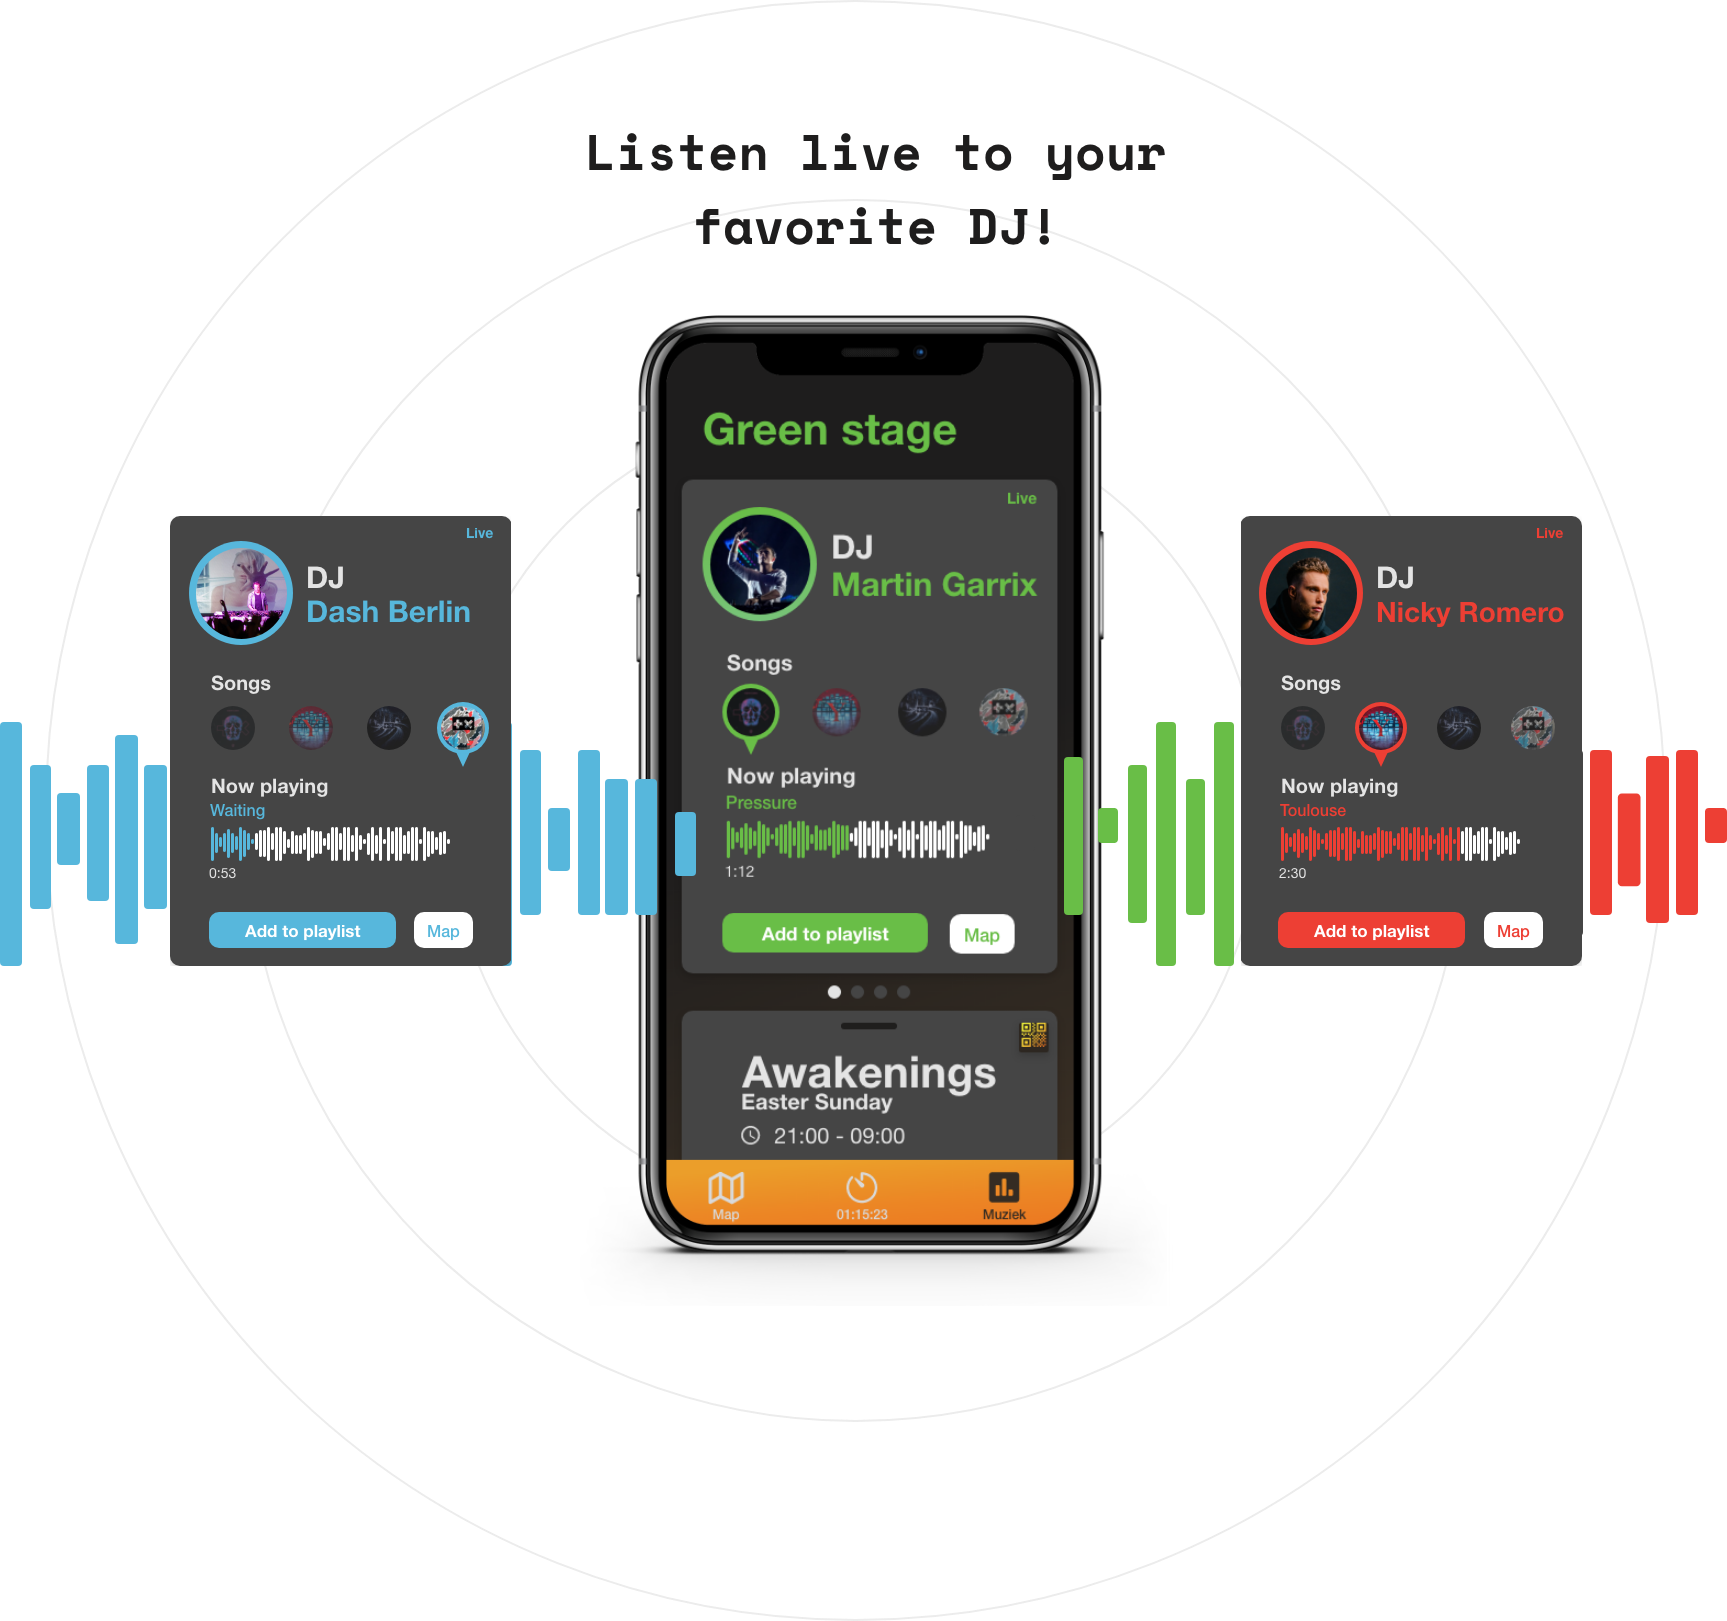 Listen live to your
favorite DJ!
Green stage
Live
DJ
Martin Garrix
Songs
Now playing
Pressure
1:12
Add to playlist
Map
Awakenings
Easter Sunday
21:00 - 09:00
Map
01:15:23
Muziek
Live
DJ
Dash Berlin
Songs
Now playing
Waiting
0:53
Add to playlist
Map
Live
DJ
Nicky Romero
Songs
Now playing
Toulouse
2:30
Add to playlist
Map